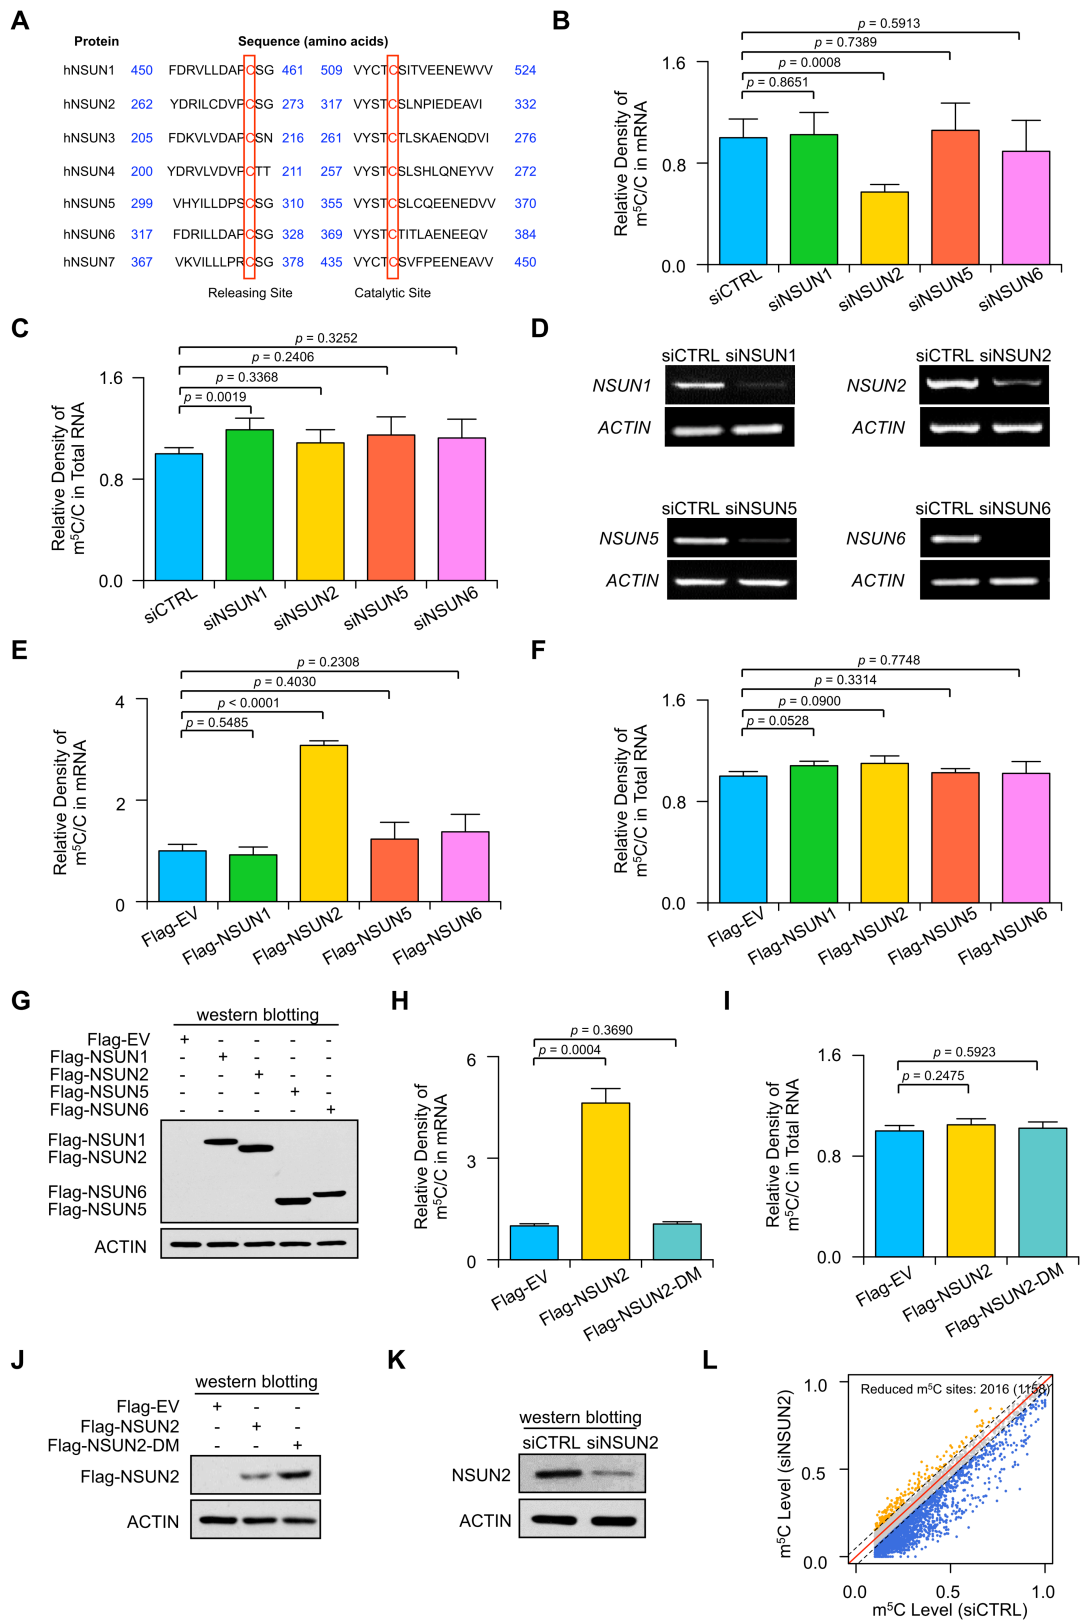 A
Protein Sequence (amino acids)
hNSUN1 450 FDRVLLDAPCSG 461 509 VYCTCSITVEENEWVV 524
hNSUN2 262 YDRILCDVPCSG 273 317 VYSTCSLNPIEDEAVI 332
hNSUN3 205 FDKVLVDAPCSN 216 261 VYSTCTLSKAENQDVI 276
hNSUN4 200 YDRVLVDVPCTT 211 257 VYSTCSLSHLQNEYVV 272
hNSUN5 299 VHYILLDPSCSG 310 355 VYSTCSLCQEENEDVV 370
hNSUN6 317 FDRILLDAPCSG 328 369 VYSTCTITLAENEEQV 384
hNSUN7 367 VKVILLLPRCSG 378 435 VYCTCSVFPEENEAVV 450
Releasing Site Catalytic Site
B
p = 0.5913
p = 0.7389
p = 0.0008
p = 0.8651
1.6
0.8
0.0
Relative Density of
m⁵C/C in mRNA
siCTRL siNSUN1 siNSUN2 siNSUN5 siNSUN6
C
p = 0.3252
p = 0.2406
p = 0.3368
p = 0.0019
1.6
0.8
0.0
Relative Density of
m⁵C/C in Total RNA
siCTRL siNSUN1 siNSUN2 siNSUN5 siNSUN6
D
siCTRL siNSUN1
NSUN1
ACTIN
siCTRL siNSUN2
NSUN2
ACTIN
siCTRL siNSUN5
NSUN5
ACTIN
siCTRL siNSUN6
NSUN6
ACTIN
E
p = 0.2308
p = 0.4030
p < 0.0001
p = 0.5485
4
2
0
Relative Density of
m⁵C/C in mRNA
Flag-EV Flag-NSUN1 Flag-NSUN2 Flag-NSUN5 Flag-NSUN6
F
p = 0.7748
p = 0.3314
p = 0.0900
p = 0.0528
1.6
0.8
0.0
Relative Density of
m⁵C/C in Total RNA
Flag-EV Flag-NSUN1 Flag-NSUN2 Flag-NSUN5 Flag-NSUN6
G
western blotting
Flag-EV + - - - -
Flag-NSUN1 - + - - -
Flag-NSUN2 - - + - -
Flag-NSUN5 - - - + -
Flag-NSUN6 - - - - +
Flag-NSUN1
Flag-NSUN2
Flag-NSUN6
Flag-NSUN5
ACTIN
H
p = 0.3690
p = 0.0004
6
3
0
Relative Density of
m⁵C/C in mRNA
Flag-EV Flag-NSUN2 Flag-NSUN2-DM
I
p = 0.5923
p = 0.2475
1.6
0.8
0.0
Relative Density of
m⁵C/C in Total RNA
Flag-EV Flag-NSUN2 Flag-NSUN2-DM
J
western blotting
Flag-EV + - -
Flag-NSUN2 - + -
Flag-NSUN2-DM - - +
Flag-NSUN2
ACTIN
K
western blotting
siCTRL siNSUN2
NSUN2
ACTIN
L
Reduced m⁵C sites: 2016 (1158)
1.0
0.5
0.0
m⁵C Level (siNSUN2)
0.0 0.5 1.0
m⁵C Level (siCTRL)